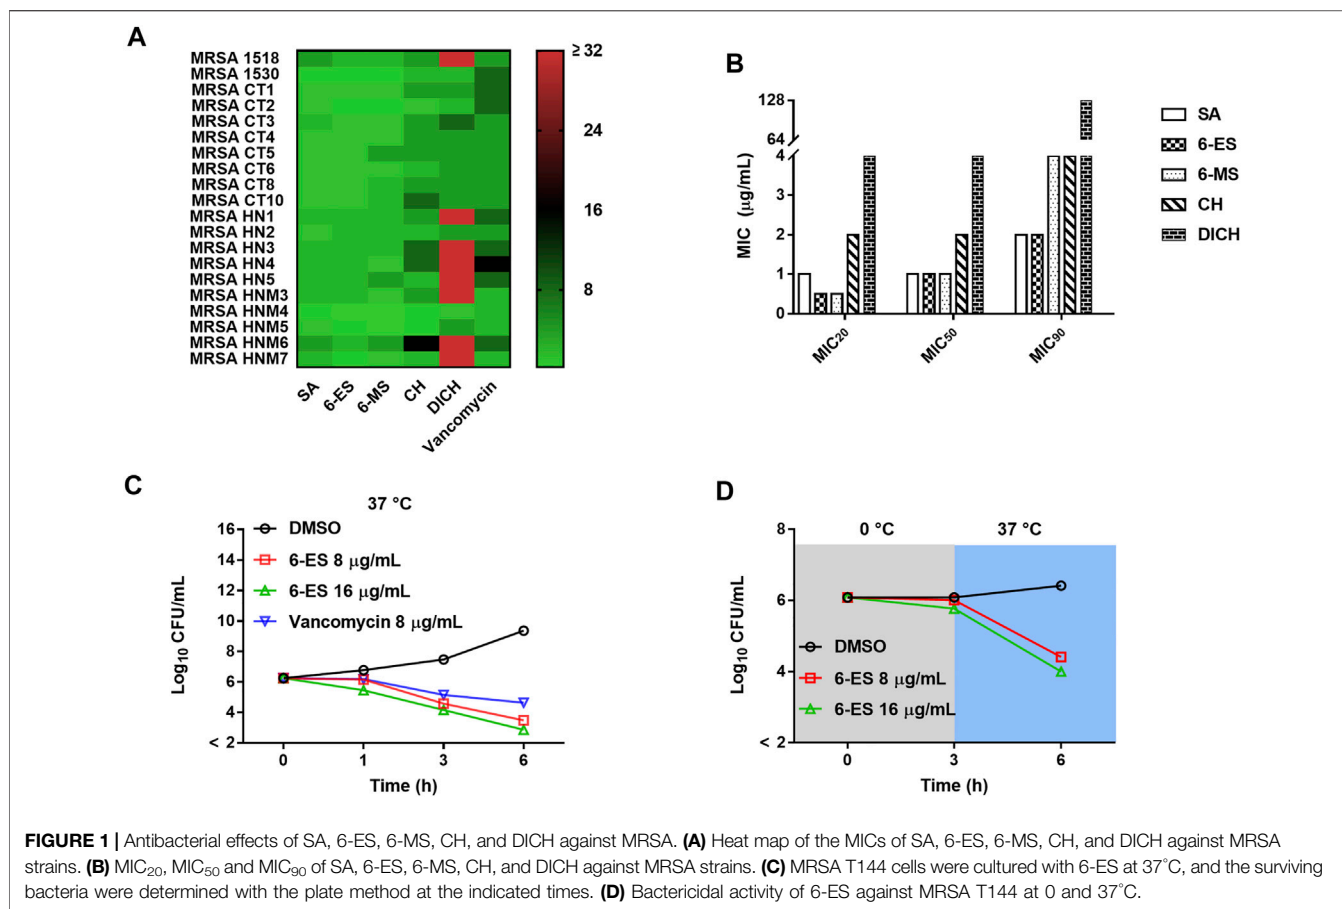 A
MRSA 1518
MRSA 1530
MRSA CT1
MRSA CT2
MRSA CT3
MRSA CT4
MRSA CT5
MRSA CT6
MRSA CT8
MRSA CT10
MRSA HN1
MRSA HN2
MRSA HN3
MRSA HN4
MRSA HN5
MRSA HNM3
MRSA HNM4
MRSA HNM5
MRSA HNM6
MRSA HNM7
SA
6-ES
6-MS
CH
DICH
Vancomycin
≥ 32
24
16
8
B
MIC (μg/mL)
128
64
4
3
2
1
0
MIC20
MIC50
MIC90
SA
6-ES
6-MS
CH
DICH
C
37 °C
Log10 CFU/mL
16
14
12
10
8
6
4
< 2
DMSO
6-ES 8 μg/mL
6-ES 16 μg/mL
Vancomycin 8 μg/mL
0
1
3
6
Time (h)
D
0 °C
37 °C
Log10 CFU/mL
8
6
4
< 2
DMSO
6-ES 8 μg/mL
6-ES 16 μg/mL
0
3
6
Time (h)
FIGURE 1 | Antibacterial effects of SA, 6-ES, 6-MS, CH, and DICH against MRSA. (A) Heat map of the MICs of SA, 6-ES, 6-MS, CH, and DICH against MRSA
strains. (B) MIC20, MIC50 and MIC90 of SA, 6-ES, 6-MS, CH, and DICH against MRSA strains. (C) MRSA T144 cells were cultured with 6-ES at 37°C, and the surviving
bacteria were determined with the plate method at the indicated times. (D) Bactericidal activity of 6-ES against MRSA T144 at 0 and 37°C.